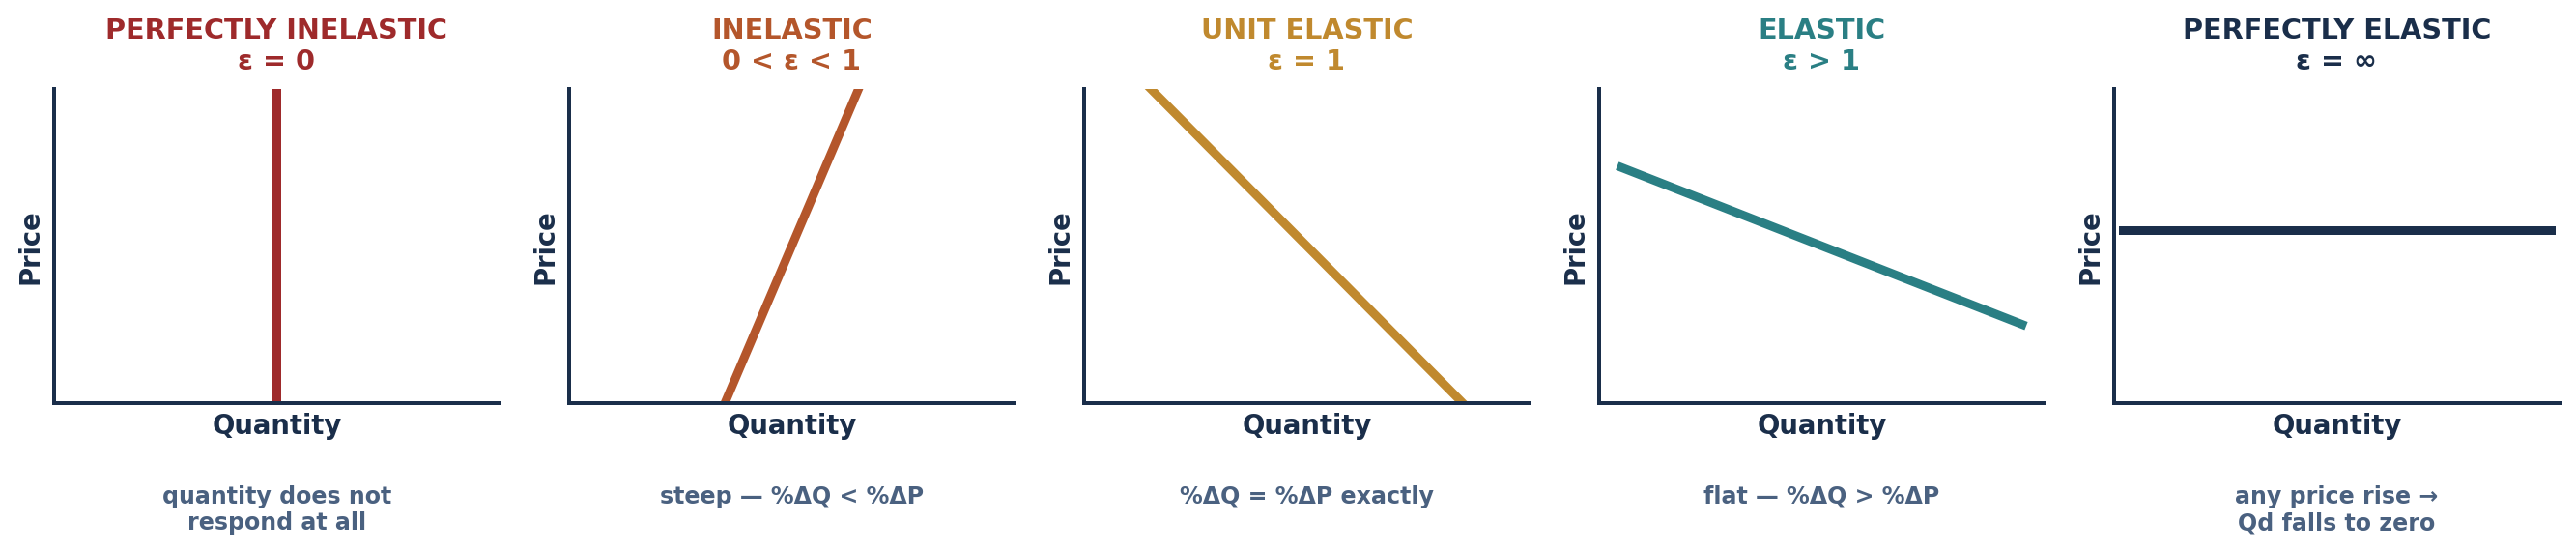 PERFECTLY INELASTIC
ε = 0
Price
Quantity
quantity does not
respond at all
INELASTIC
0 < ε < 1
Price
Quantity
steep — %ΔQ < %ΔP
UNIT ELASTIC
ε = 1
Price
Quantity
%ΔQ = %ΔP exactly
ELASTIC
ε > 1
Price
Quantity
flat — %ΔQ > %ΔP
PERFECTLY ELASTIC
ε = ∞
Price
Quantity
any price rise →
Qd falls to zero